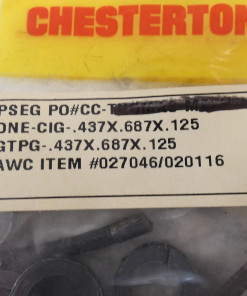 CHESTERTON
PSEG PO#CC-T
ONE-CIG-.437X.687X.125
GTPG-.437X.687X.125
AWC ITEM #027046/020116